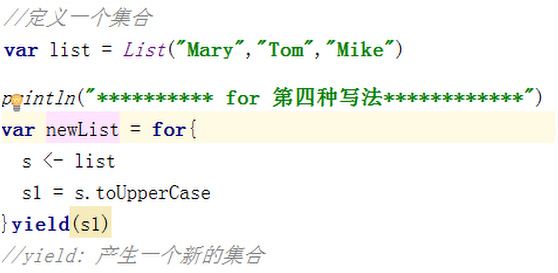 //定义一个集合
var list = List("Mary","Tom","Mike")
println("********** for 第四种写法************")
var newList = for{
s <- list
s1 = s.toUpperCase
}yield(s1)
//yield: 产生一个新的集合